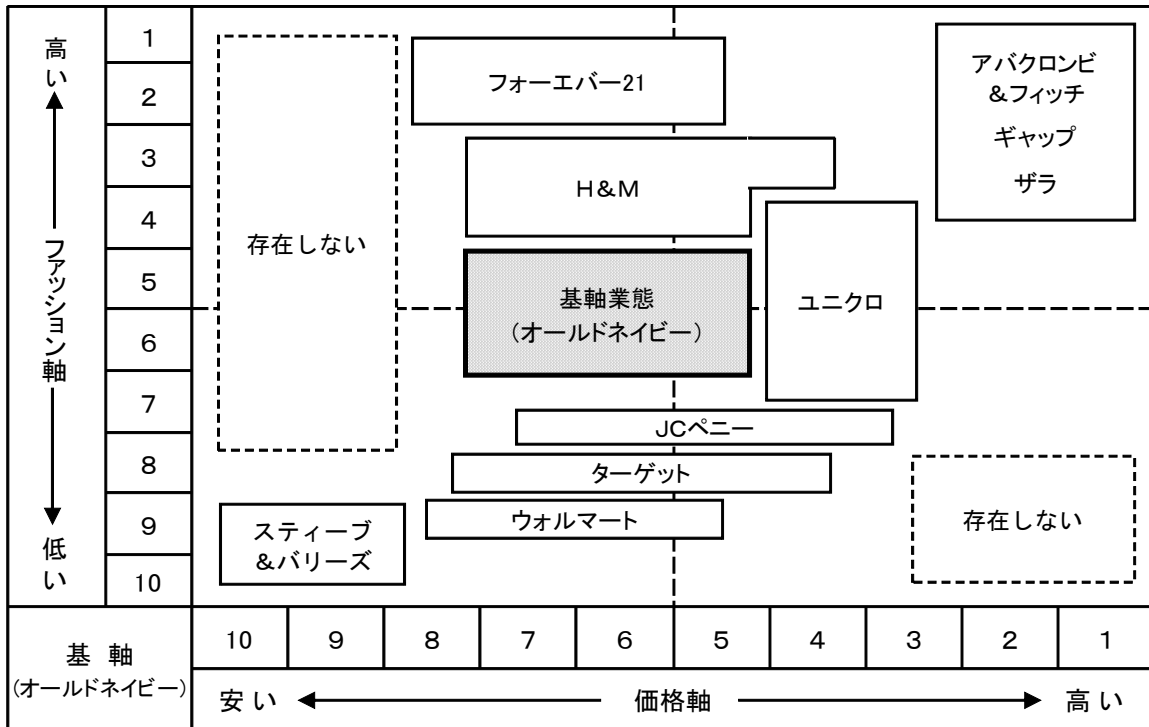 高い
ファッション軸
低い
1
2
3
4
5
6
7
8
9
10
存在しない
フォーエバー21
アバクロンビ
&フィッチ
ギャップ
ザラ
H&M
基軸業態
(オールドネイビー)
ユニクロ
JCペニー
ターゲット
ウォルマート
スティーブ
&バリーズ
存在しない
基 軸
(オールドネイビー)
10 9 8 7 6 5 4 3 2 1
安い 価格軸 高い